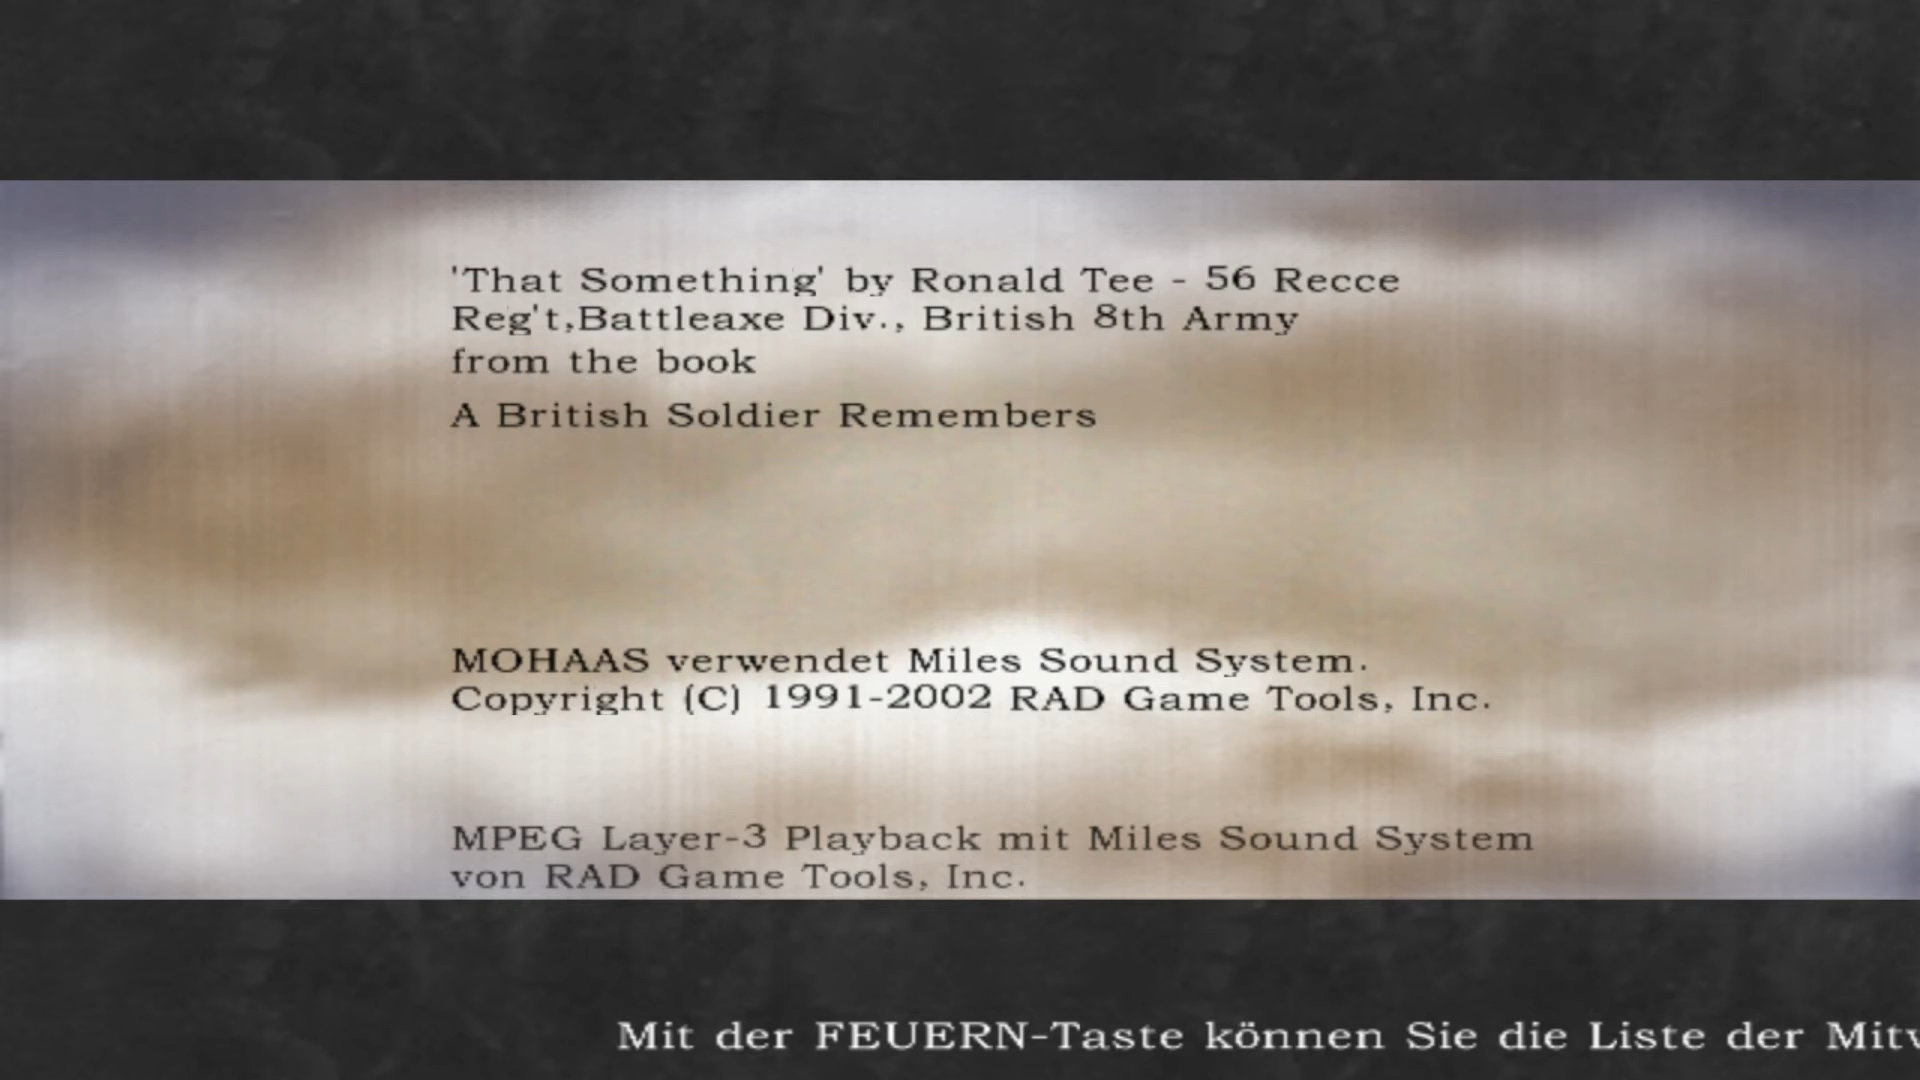 'That Something' by Ronald Tee - 56 Recce
Reg't,Battleaxe Div., British 8th Army
from the book
A British Soldier Remembers
MOHAAS verwendet Miles Sound System.
Copyright (C) 1991-2002 RAD Game Tools, Inc.
MPEG Layer-3 Playback mit Miles Sound System
von RAD Game Tools, Inc.
Mit der FEUERN-Taste können Sie die Liste der